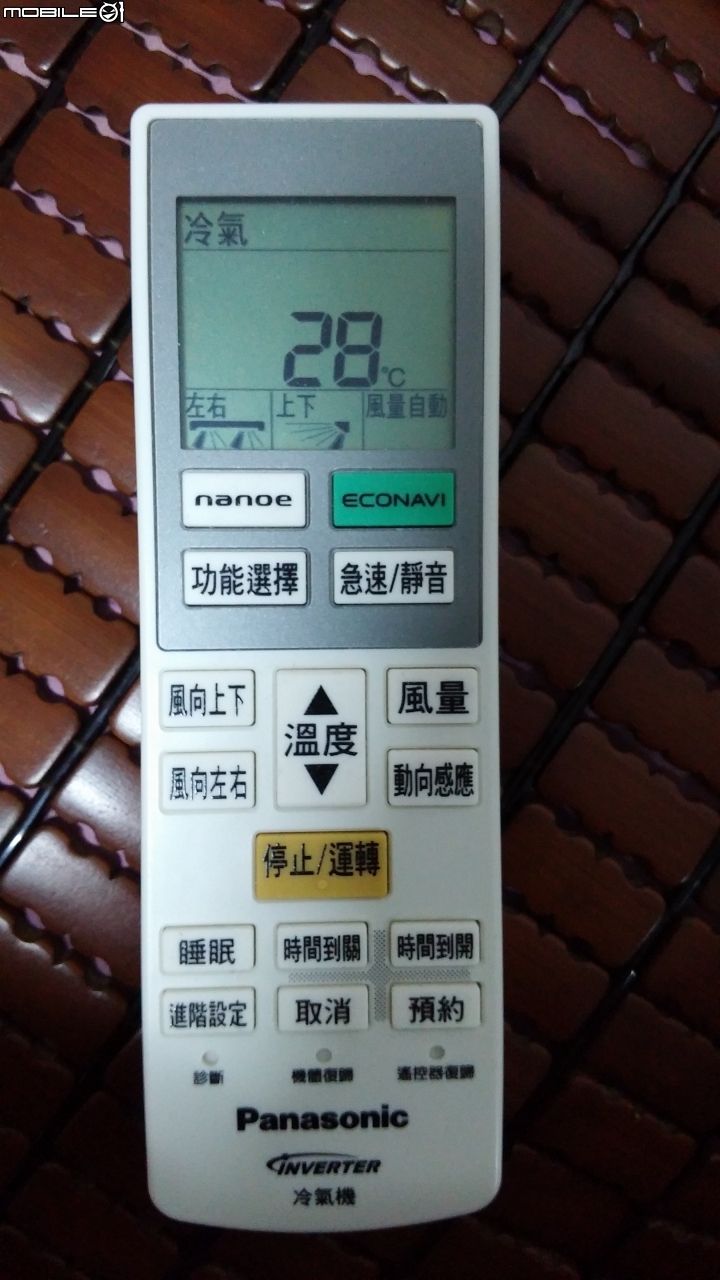 MOBILE01
冷氣
28℃
左右 上下 風量自動
nanoe ECONAVI
功能選擇 急速/靜音
風向上下 ▲ 溫度 ▼ 風量
風向左右 動向感應
停止/運轉
睡眠 時間到關 時間到開
進階設定 取消 預約
診斷 機體復歸 遙控器復歸
Panasonic
INVERTER
冷氣機